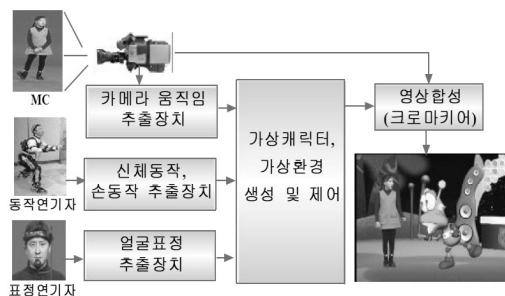 MC
카메라 움직임
추출장치
영상합성
(크로마키어)
가상캐릭터,
가상환경
생성 및 제어
신체동작,
손동작 추출장치
동작연기자
얼굴표정
추출장치
표정연기자